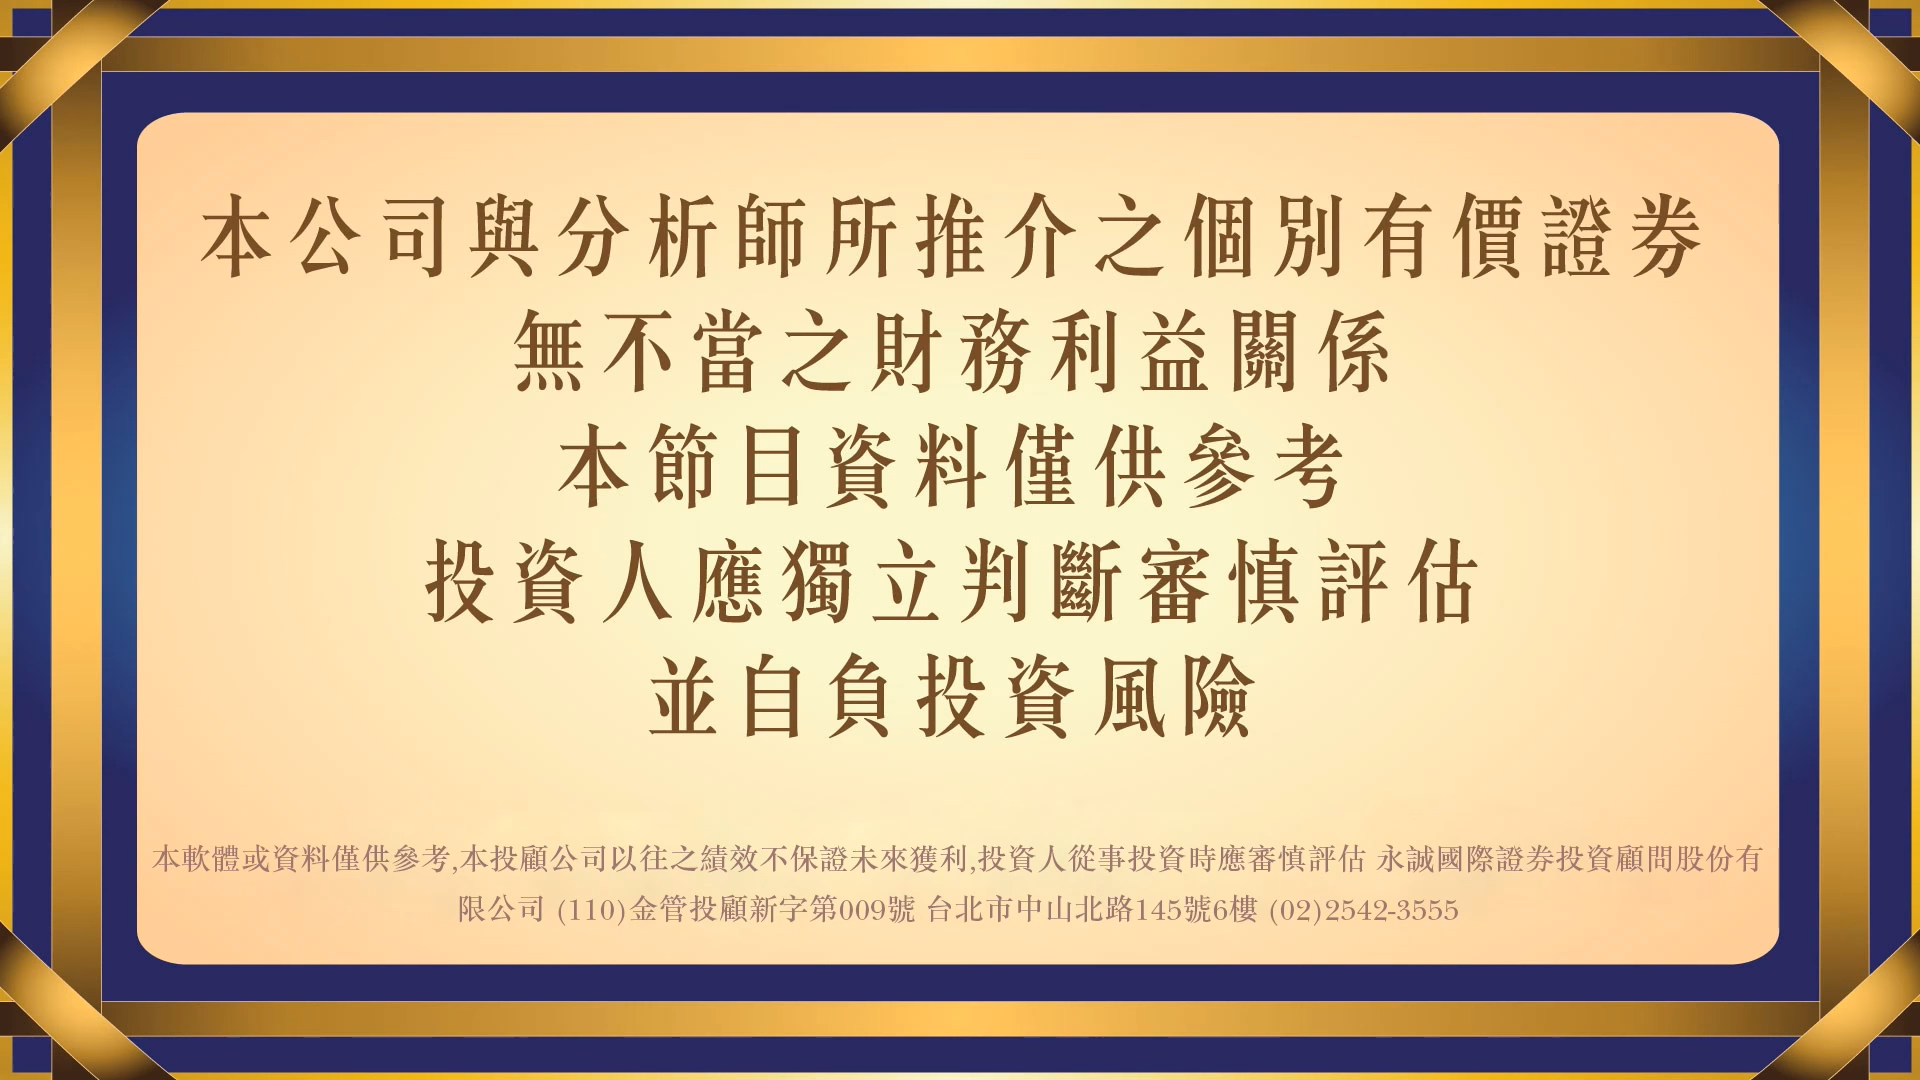 本公司與分析師所推介之個別有價證券
無不當之財務利益關係
本節目資料僅供參考
投資人應獨立判斷審慎評估
並自負投資風險
本軟體或資料僅供參考,本投顧公司以往之績效不保證未來獲利,投資人從事投資時應審慎評估 永誠國際證券投資顧問股份有
限公司 (110)金管投顧新字第009號 台北市中山北路145號6樓 (02)2542-3555